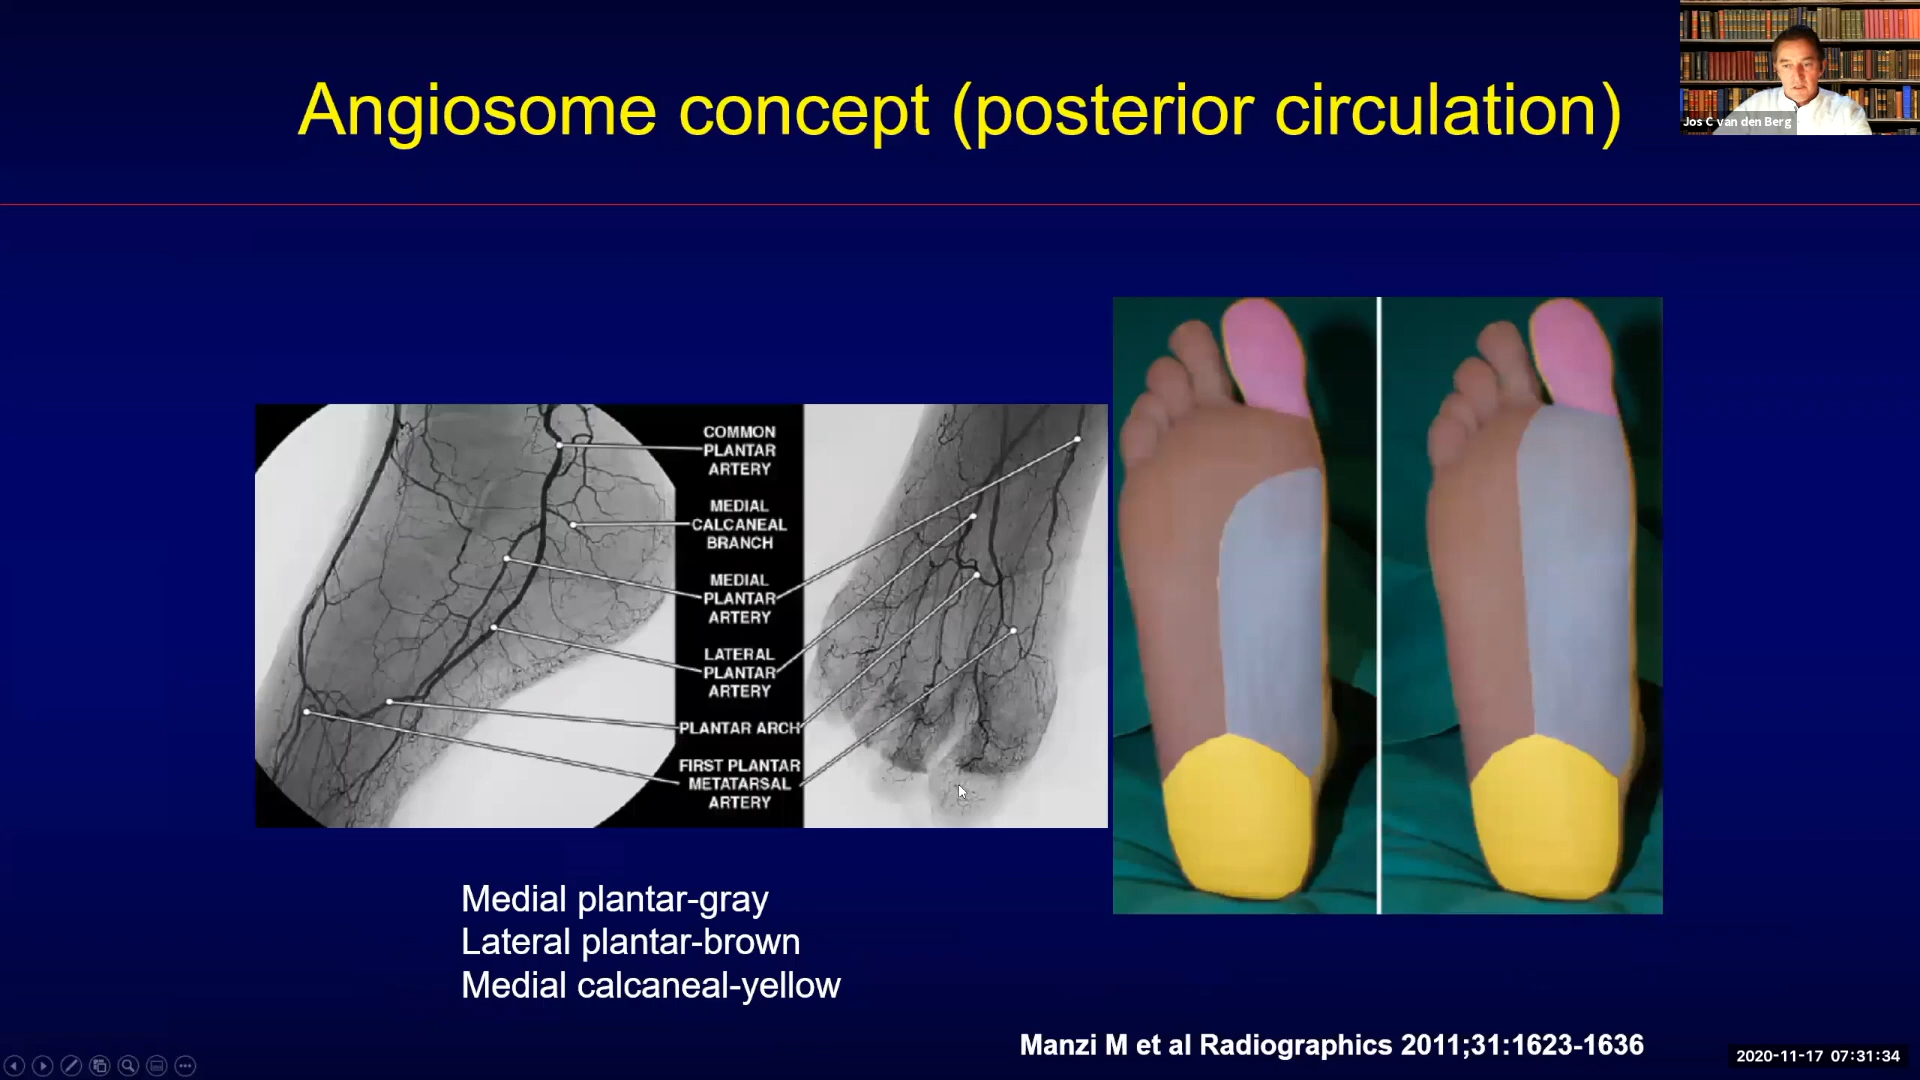 Angiosome concept (posterior circulation)
Jos C van den Berg
COMMON
PLANTAR
ARTERY
MEDIAL
CALCANEAL
BRANCH
MEDIAL
PLANTAR
ARTERY
LATERAL
PLANTAR
ARTERY
PLANTAR ARCH
FIRST PLANTAR
METATARSAL
ARTERY
Medial plantar-gray
Lateral plantar-brown
Medial calcaneal-yellow
Manzi M et al Radiographics 2011;31:1623-1636
2020-11-17 07:31:34